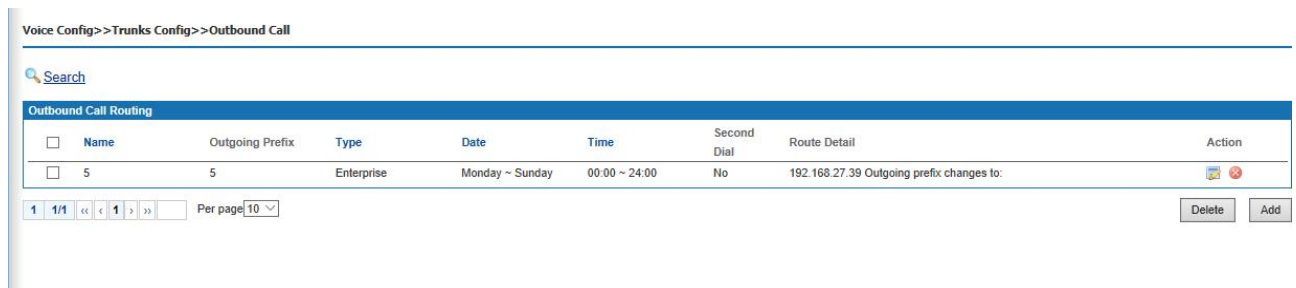 Voice Config>>Trunks Config>>Outbound Call
Search
Outbound Call Routing
Name Outgoing Prefix Type Date Time Second Dial Route Detail Action
5 5 Enterprise Monday ~ Sunday 00:00 ~ 24:00 No 192.168.27.39 Outgoing prefix changes to:
1 1/1 ‹‹ ‹ 1 › ›› Per page 10 Delete Add